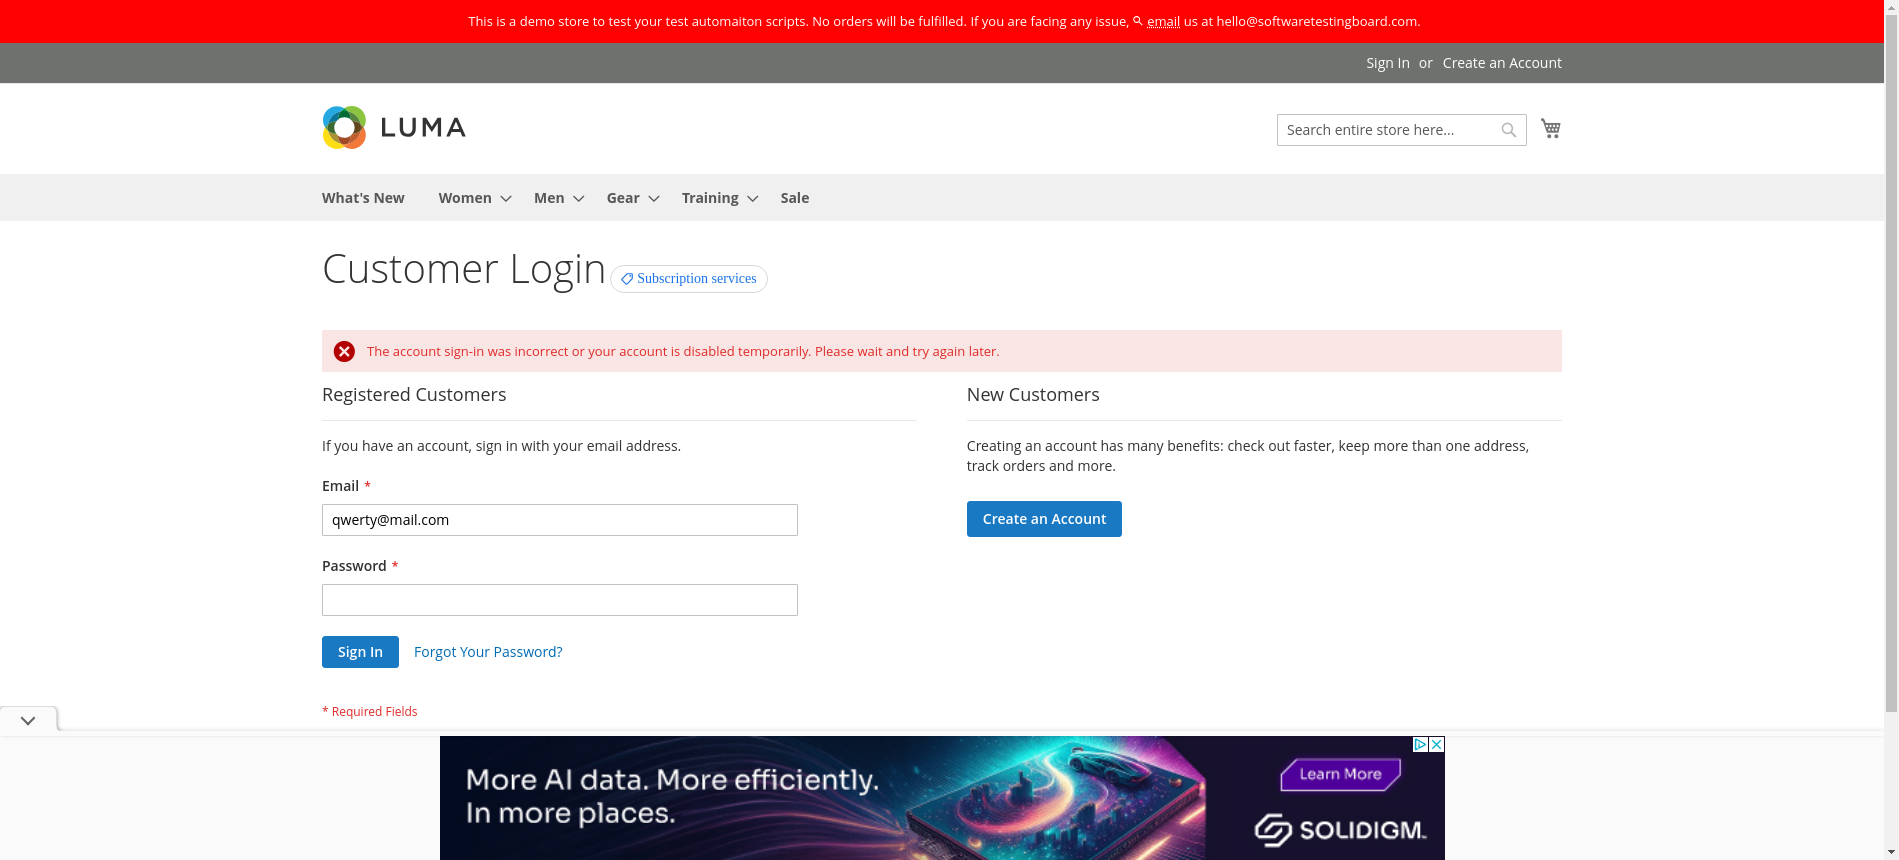 This is a demo store to test your test automaiton scripts. No orders will be fulfilled. If you are facing any issue, email us at hello@softwaretestingboard.com.
Sign In or Create an Account
LUMA
Search entire store here...
What's New Women Men Gear Training Sale
Customer Login
Subscription services
The account sign-in was incorrect or your account is disabled temporarily. Please wait and try again later.
Registered Customers
If you have an account, sign in with your email address.
Email *
qwerty@mail.com
Password *
Sign In Forgot Your Password?
* Required Fields
New Customers
Creating an account has many benefits: check out faster, keep more than one address,
track orders and more.
Create an Account
More AI data. More efficiently.
In more places.
Learn More
SOLIDIGM.